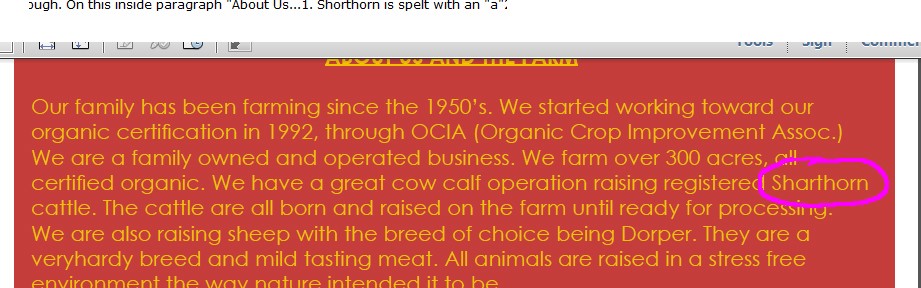 ough. On this inside paragraph "About Us...1. Shorthorn is spelt with an "a".
Tools Sign Comment
ABOUT US AND THE FARM
Our family has been farming since the 1950's. We started working toward our
organic certification in 1992, through OCIA (Organic Crop Improvement Assoc.)
We are a family owned and operated business. We farm over 300 acres, all
certified organic. We have a great cow calf operation raising registered Sharthorn
cattle. The cattle are all born and raised on the farm until ready for processing.
We are also raising sheep with the breed of choice being Dorper. They are a
veryhardy breed and mild tasting meat. All animals are raised in a stress free
environment the way nature intended it to be